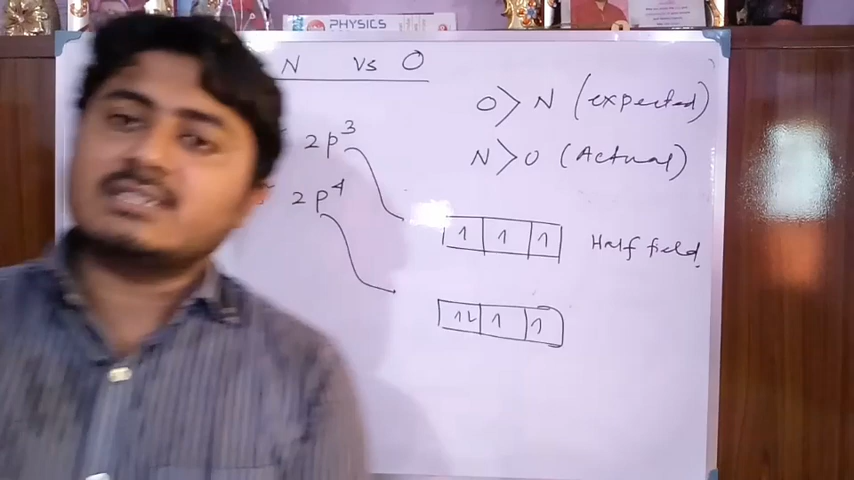 PHYSICS
N vs O
O > N (expected)
N > O (Actual)
2p³
2p⁴
1 1 1 Half field.
1L 1 1